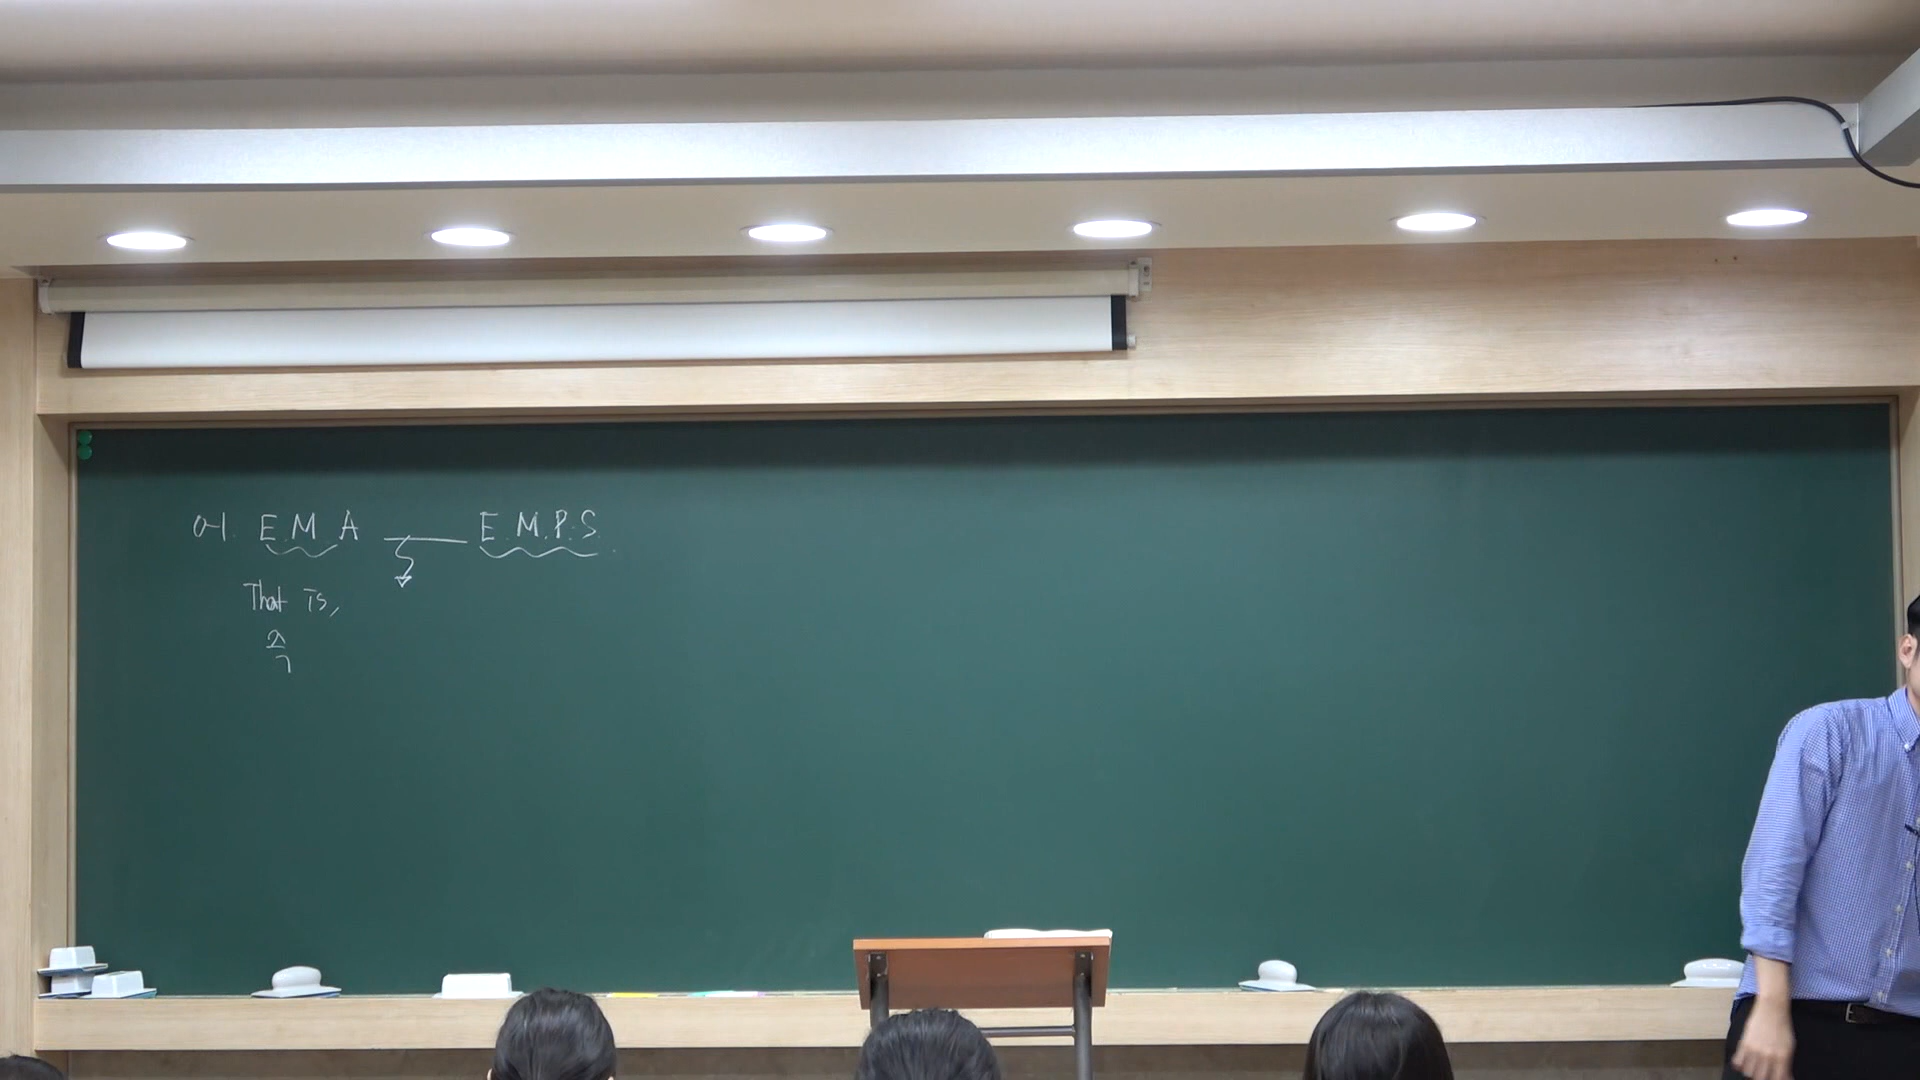 01. E.M.A — E.M.P.S.
That is,
즉